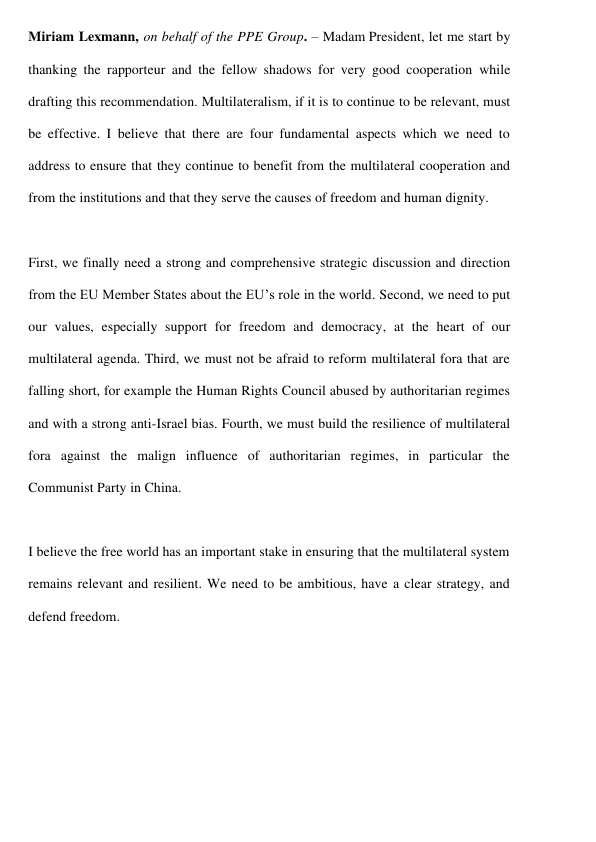 Miriam Lexmann, on behalf of the PPE Group. – Madam President, let me start by
thanking the rapporteur and the fellow shadows for very good cooperation while
drafting this recommendation. Multilateralism, if it is to continue to be relevant, must
be effective. I believe that there are four fundamental aspects which we need to
address to ensure that they continue to benefit from the multilateral cooperation and
from the institutions and that they serve the causes of freedom and human dignity.
First, we finally need a strong and comprehensive strategic discussion and direction
from the EU Member States about the EU’s role in the world. Second, we need to put
our values, especially support for freedom and democracy, at the heart of our
multilateral agenda. Third, we must not be afraid to reform multilateral fora that are
falling short, for example the Human Rights Council abused by authoritarian regimes
and with a strong anti-Israel bias. Fourth, we must build the resilience of multilateral
fora against the malign influence of authoritarian regimes, in particular the
Communist Party in China.
I believe the free world has an important stake in ensuring that the multilateral system
remains relevant and resilient. We need to be ambitious, have a clear strategy, and
defend freedom.